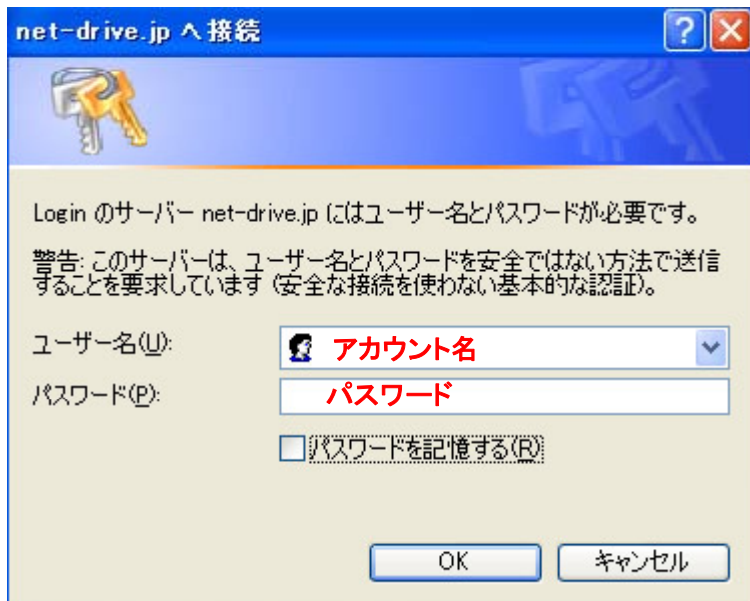 net-drive.jp へ接続
Login のサーバー net-drive.jp にはユーザー名とパスワードが必要です。
警告: このサーバーは、ユーザー名とパスワードを安全ではない方法で送信
することを要求しています (安全な接続を使わない基本的な認証)。
ユーザー名(U): アカウント名
パスワード(P): パスワード
パスワードを記憶する(R)
OK キャンセル